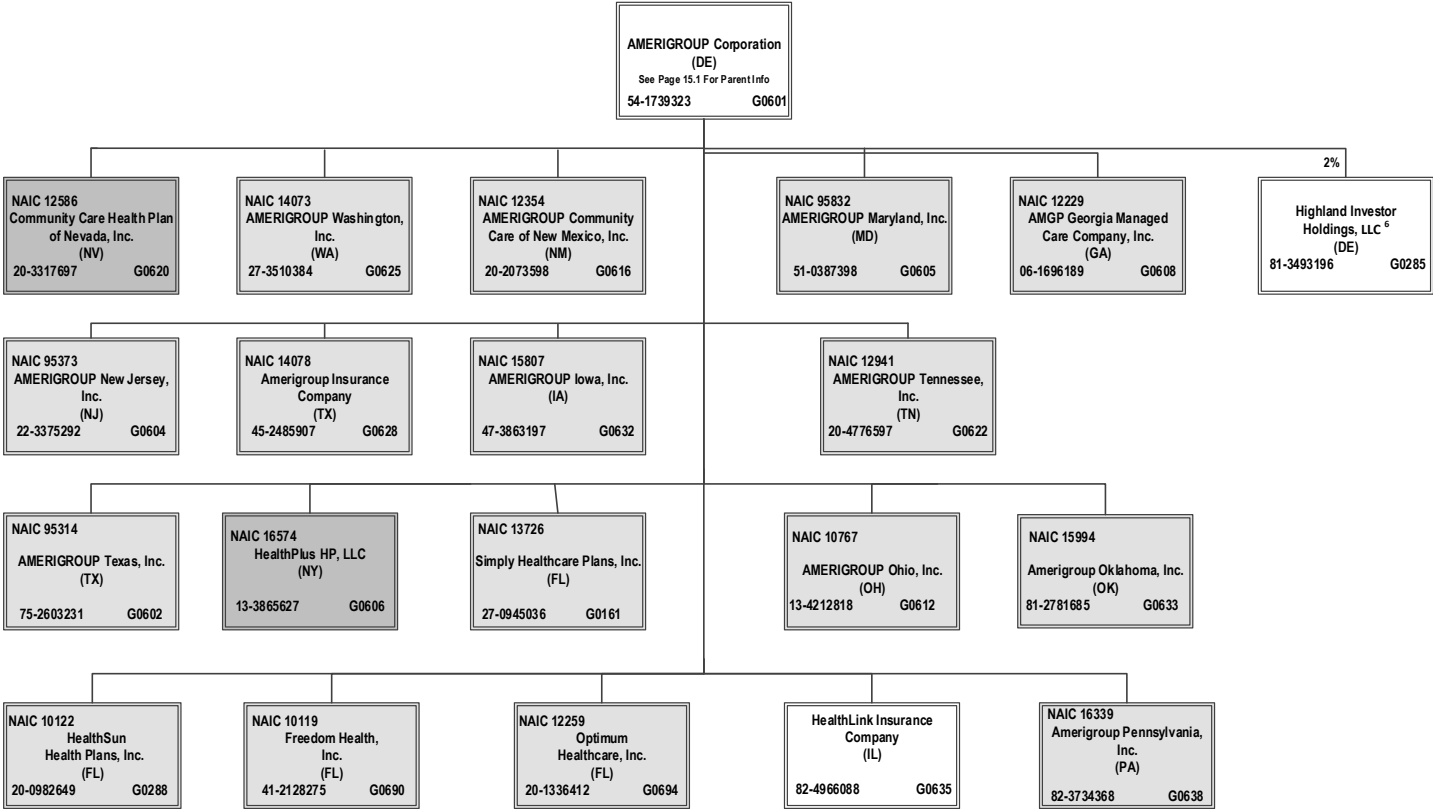 AMERIGROUP Corporation
(DE)
See Page 15.1 For Parent Info
54-1739323 G0601
2%
NAIC 12586
Community Care Health Plan
of Nevada, Inc.
(NV)
20-3317697 G0620
NAIC 14073
AMERIGROUP Washington,
Inc.
(WA)
27-3510384 G0625
NAIC 12354
AMERIGROUP Community
Care of New Mexico, Inc.
(NM)
20-2073598 G0616
NAIC 95832
AMERIGROUP Maryland, Inc.
(MD)
51-0387398 G0605
NAIC 12229
AMGP Georgia Managed
Care Company, Inc.
(GA)
06-1696189 G0608
Highland Investor
Holdings, LLC 6
(DE)
81-3493196 G0285
NAIC 95373
AMERIGROUP New Jersey,
Inc.
(NJ)
22-3375292 G0604
NAIC 14078
Amerigroup Insurance
Company
(TX)
45-2485907 G0628
NAIC 15807
AMERIGROUP Iowa, Inc.
(IA)
47-3863197 G0632
NAIC 12941
AMERIGROUP Tennessee,
Inc.
(TN)
20-4776597 G0622
NAIC 95314
AMERIGROUP Texas, Inc.
(TX)
75-2603231 G0602
NAIC 16574
HealthPlus HP, LLC
(NY)
13-3865627 G0606
NAIC 13726
Simply Healthcare Plans, Inc.
(FL)
27-0945036 G0161
NAIC 10767
AMERIGROUP Ohio, Inc.
(OH)
13-4212818 G0612
NAIC 15994
Amerigroup Oklahoma, Inc.
(OK)
81-2781685 G0633
NAIC 10122
HealthSun
Health Plans, Inc.
(FL)
20-0982649 G0288
NAIC 10119
Freedom Health,
Inc.
(FL)
41-2128275 G0690
NAIC 12259
Optimum
Healthcare, Inc.
(FL)
20-1336412 G0694
HealthLink Insurance
Company
(IL)
82-4966088 G0635
NAIC 16339
Amerigroup Pennsylvania,
Inc.
(PA)
82-3734368 G0638